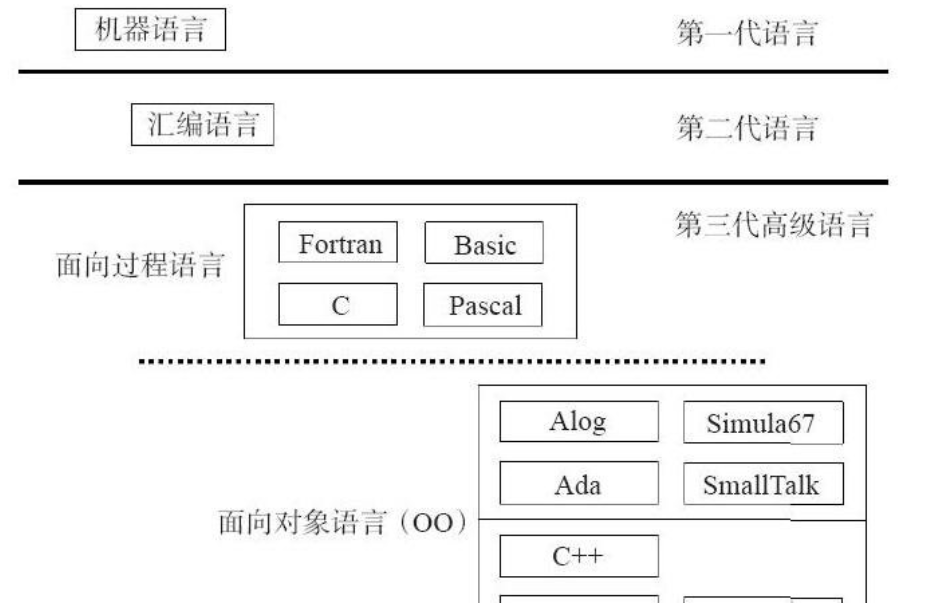 机器语言 第一代语言
汇编语言 第二代语言
第三代高级语言
面向过程语言
Fortran Basic
C Pascal
Alog Simula67
Ada SmallTalk
面向对象语言（OO）
C++